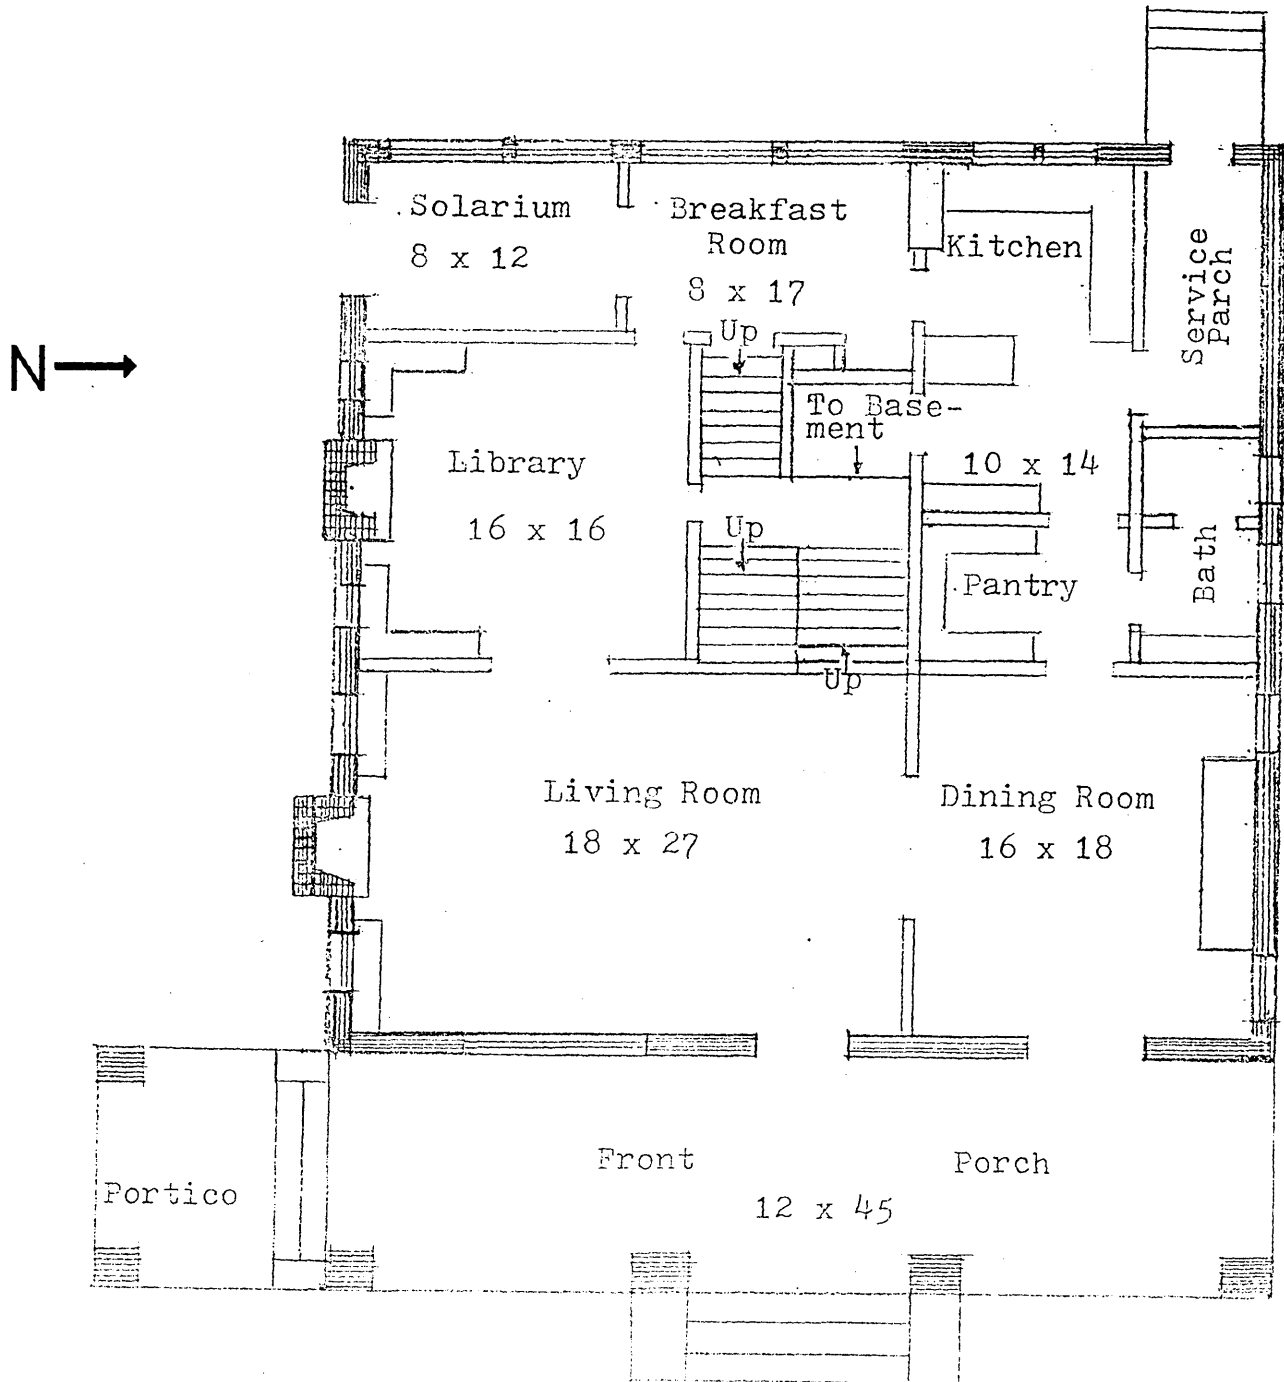 Solarium
8 x 12
Breakfast
Room
8 x 17
Kitchen
Service
Parch
N
Up
To Base-
ment
Library
16 x 16
10 x 14
Up
Pantry
Bath
Up
Living Room
18 x 27
Dining Room
16 x 18
Front Porch
12 x 45
Portico